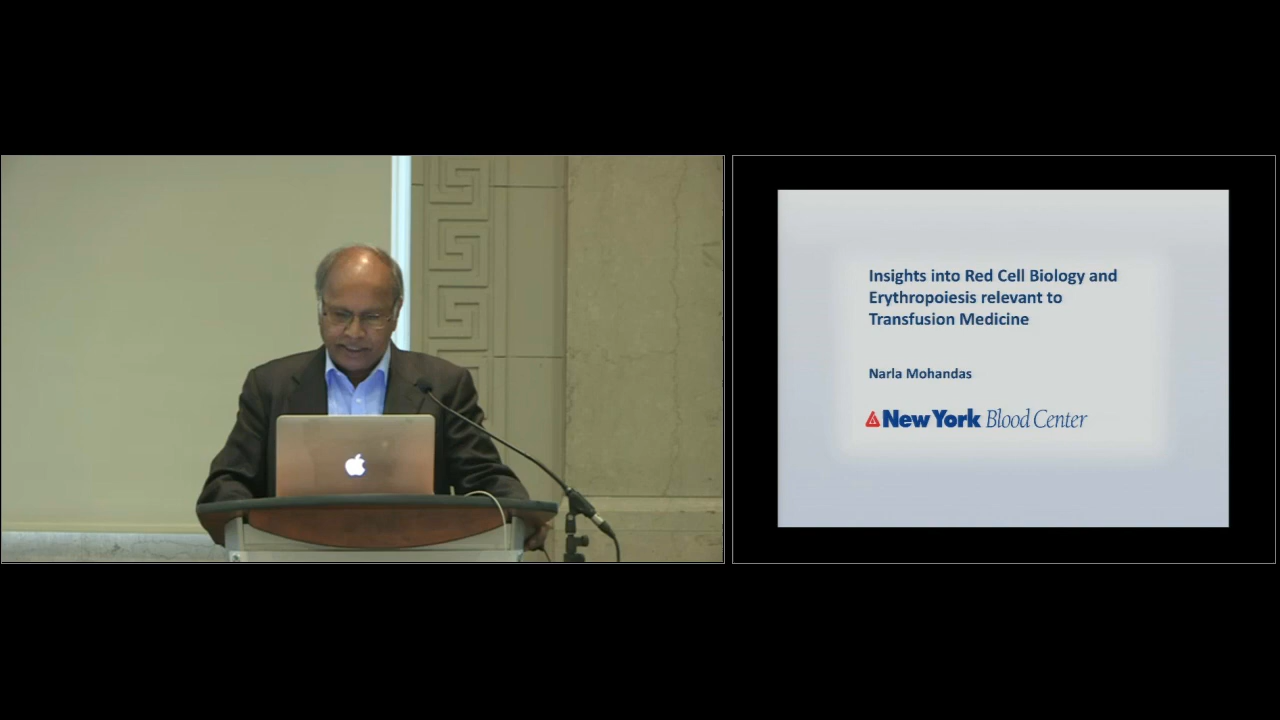 Insights into Red Cell Biology and
Erythropoiesis relevant to
Transfusion Medicine
Narla Mohandas
New York Blood Center